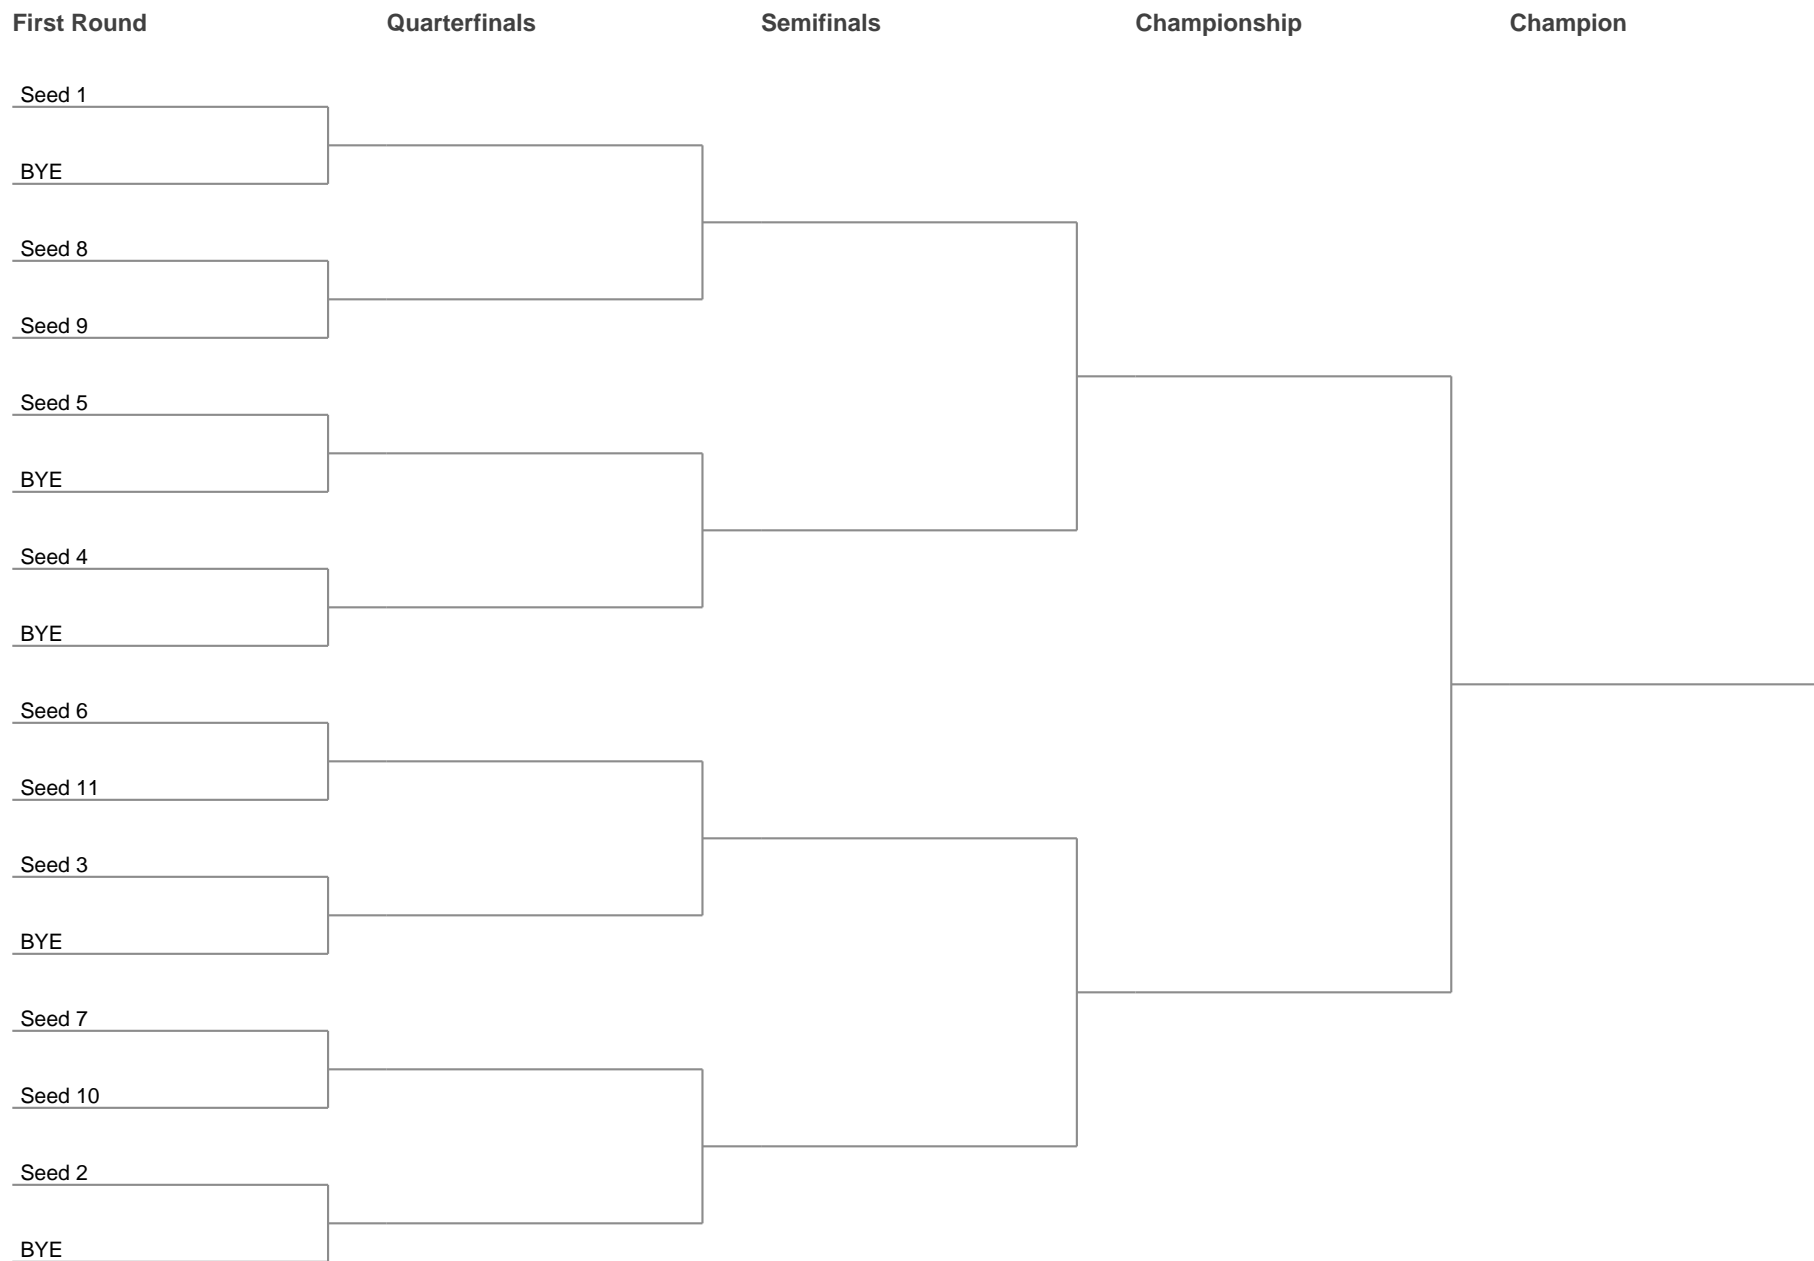 First Round Quarterfinals Semifinals Championship Champion
Seed 1
BYE
Seed 8
Seed 9
Seed 5
BYE
Seed 4
BYE
Seed 6
Seed 11
Seed 3
BYE
Seed 7
Seed 10
Seed 2
BYE